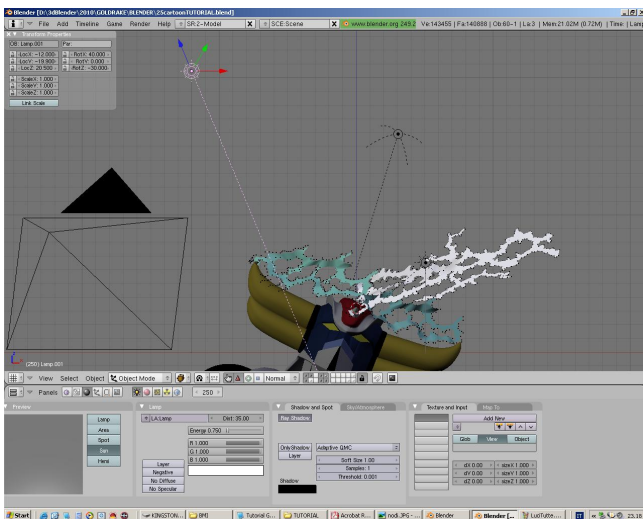 Blender [D:\3dBlender\2010\GOLDRAKE\BLENDER\25cartoonTUTORIAL.blend]
File Add Timeline Game Render Help SR:2-Model X SCE:Scene X www.blender.org 249.2 Ve:143455 | Fa:140888 | Ob:60-1 | La:3 | Mem:21.02M (0.72M) | Time: | Lamp
Transform Properties
OB: Lamp.001 Par:
LocX: -12.000 RotX: 40.000
LocY: -19.900 RotY: 0.000
LocZ: 20.500 RotZ: -30.000
ScaleX: 1.000
ScaleY: 1.000
ScaleZ: 1.000
Link Scale
(250) Lamp.001
View Select Object Object Mode Normal
Panels 250
Preview
Lamp
Area
Spot
Sun
Hemi
Lamp
LA:Lamp Dist: 35.00
Energy 0.750
R 1.000
G 1.000
B 1.000
Layer
Negative
No Diffuse
No Specular
Shadow and Spot Sky/Atmosphere
Ray Shadow
OnlyShadow Adaptive QMC
Layer Soft Size 1.00
Samples: 1
Threshold: 0.001
Shadow
Texture and Input Map To
Add New
Glob View Object
dX 0.00 sizeX 1.000
dY 0.00 sizeY 1.000
dZ 0.00 sizeZ 1.000
Start KINGSTON... BMI Tutorial G... TUTORIAL Acrobat R... nodi.JPG - ... Blender Blender [... LuciTutte.... IT 23.16